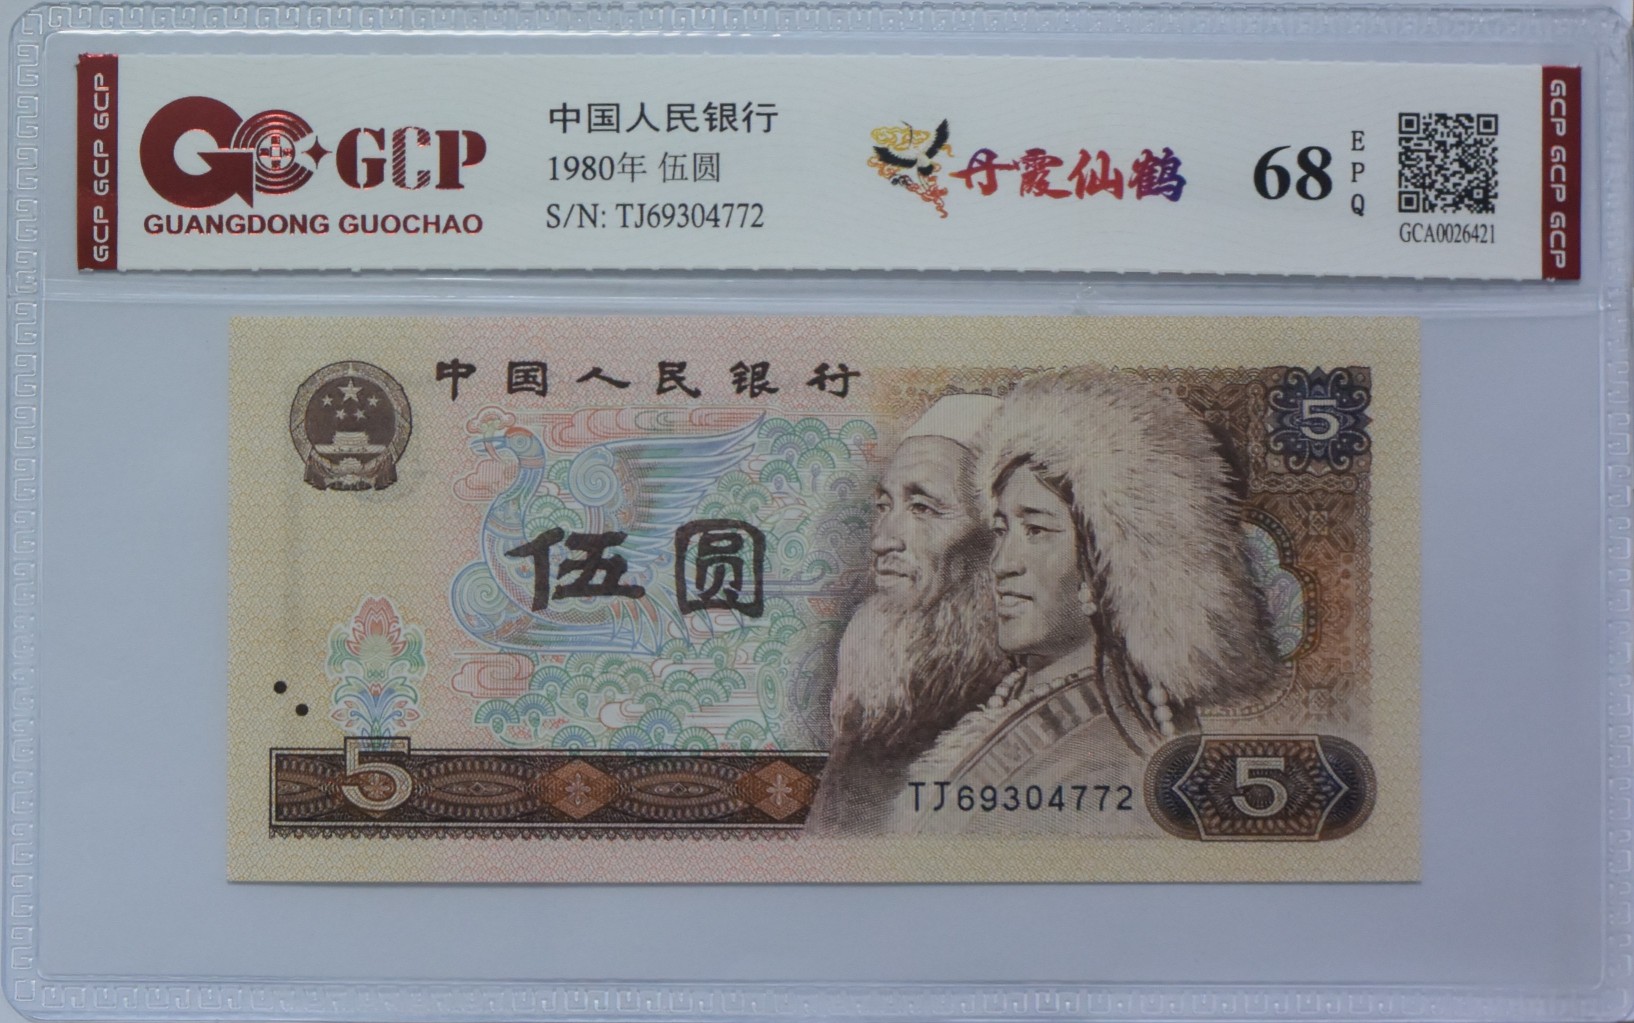 GCP GCP GCP
GCP
GUANGDONG GUOCHAO
中国人民银行
1980年 伍圆
S/N: TJ69304772
丹霞仙鹤
68
EPQ
GCA0026421
GCP GCP GCP
中国人民银行
5
伍圆
5
TJ69304772
5